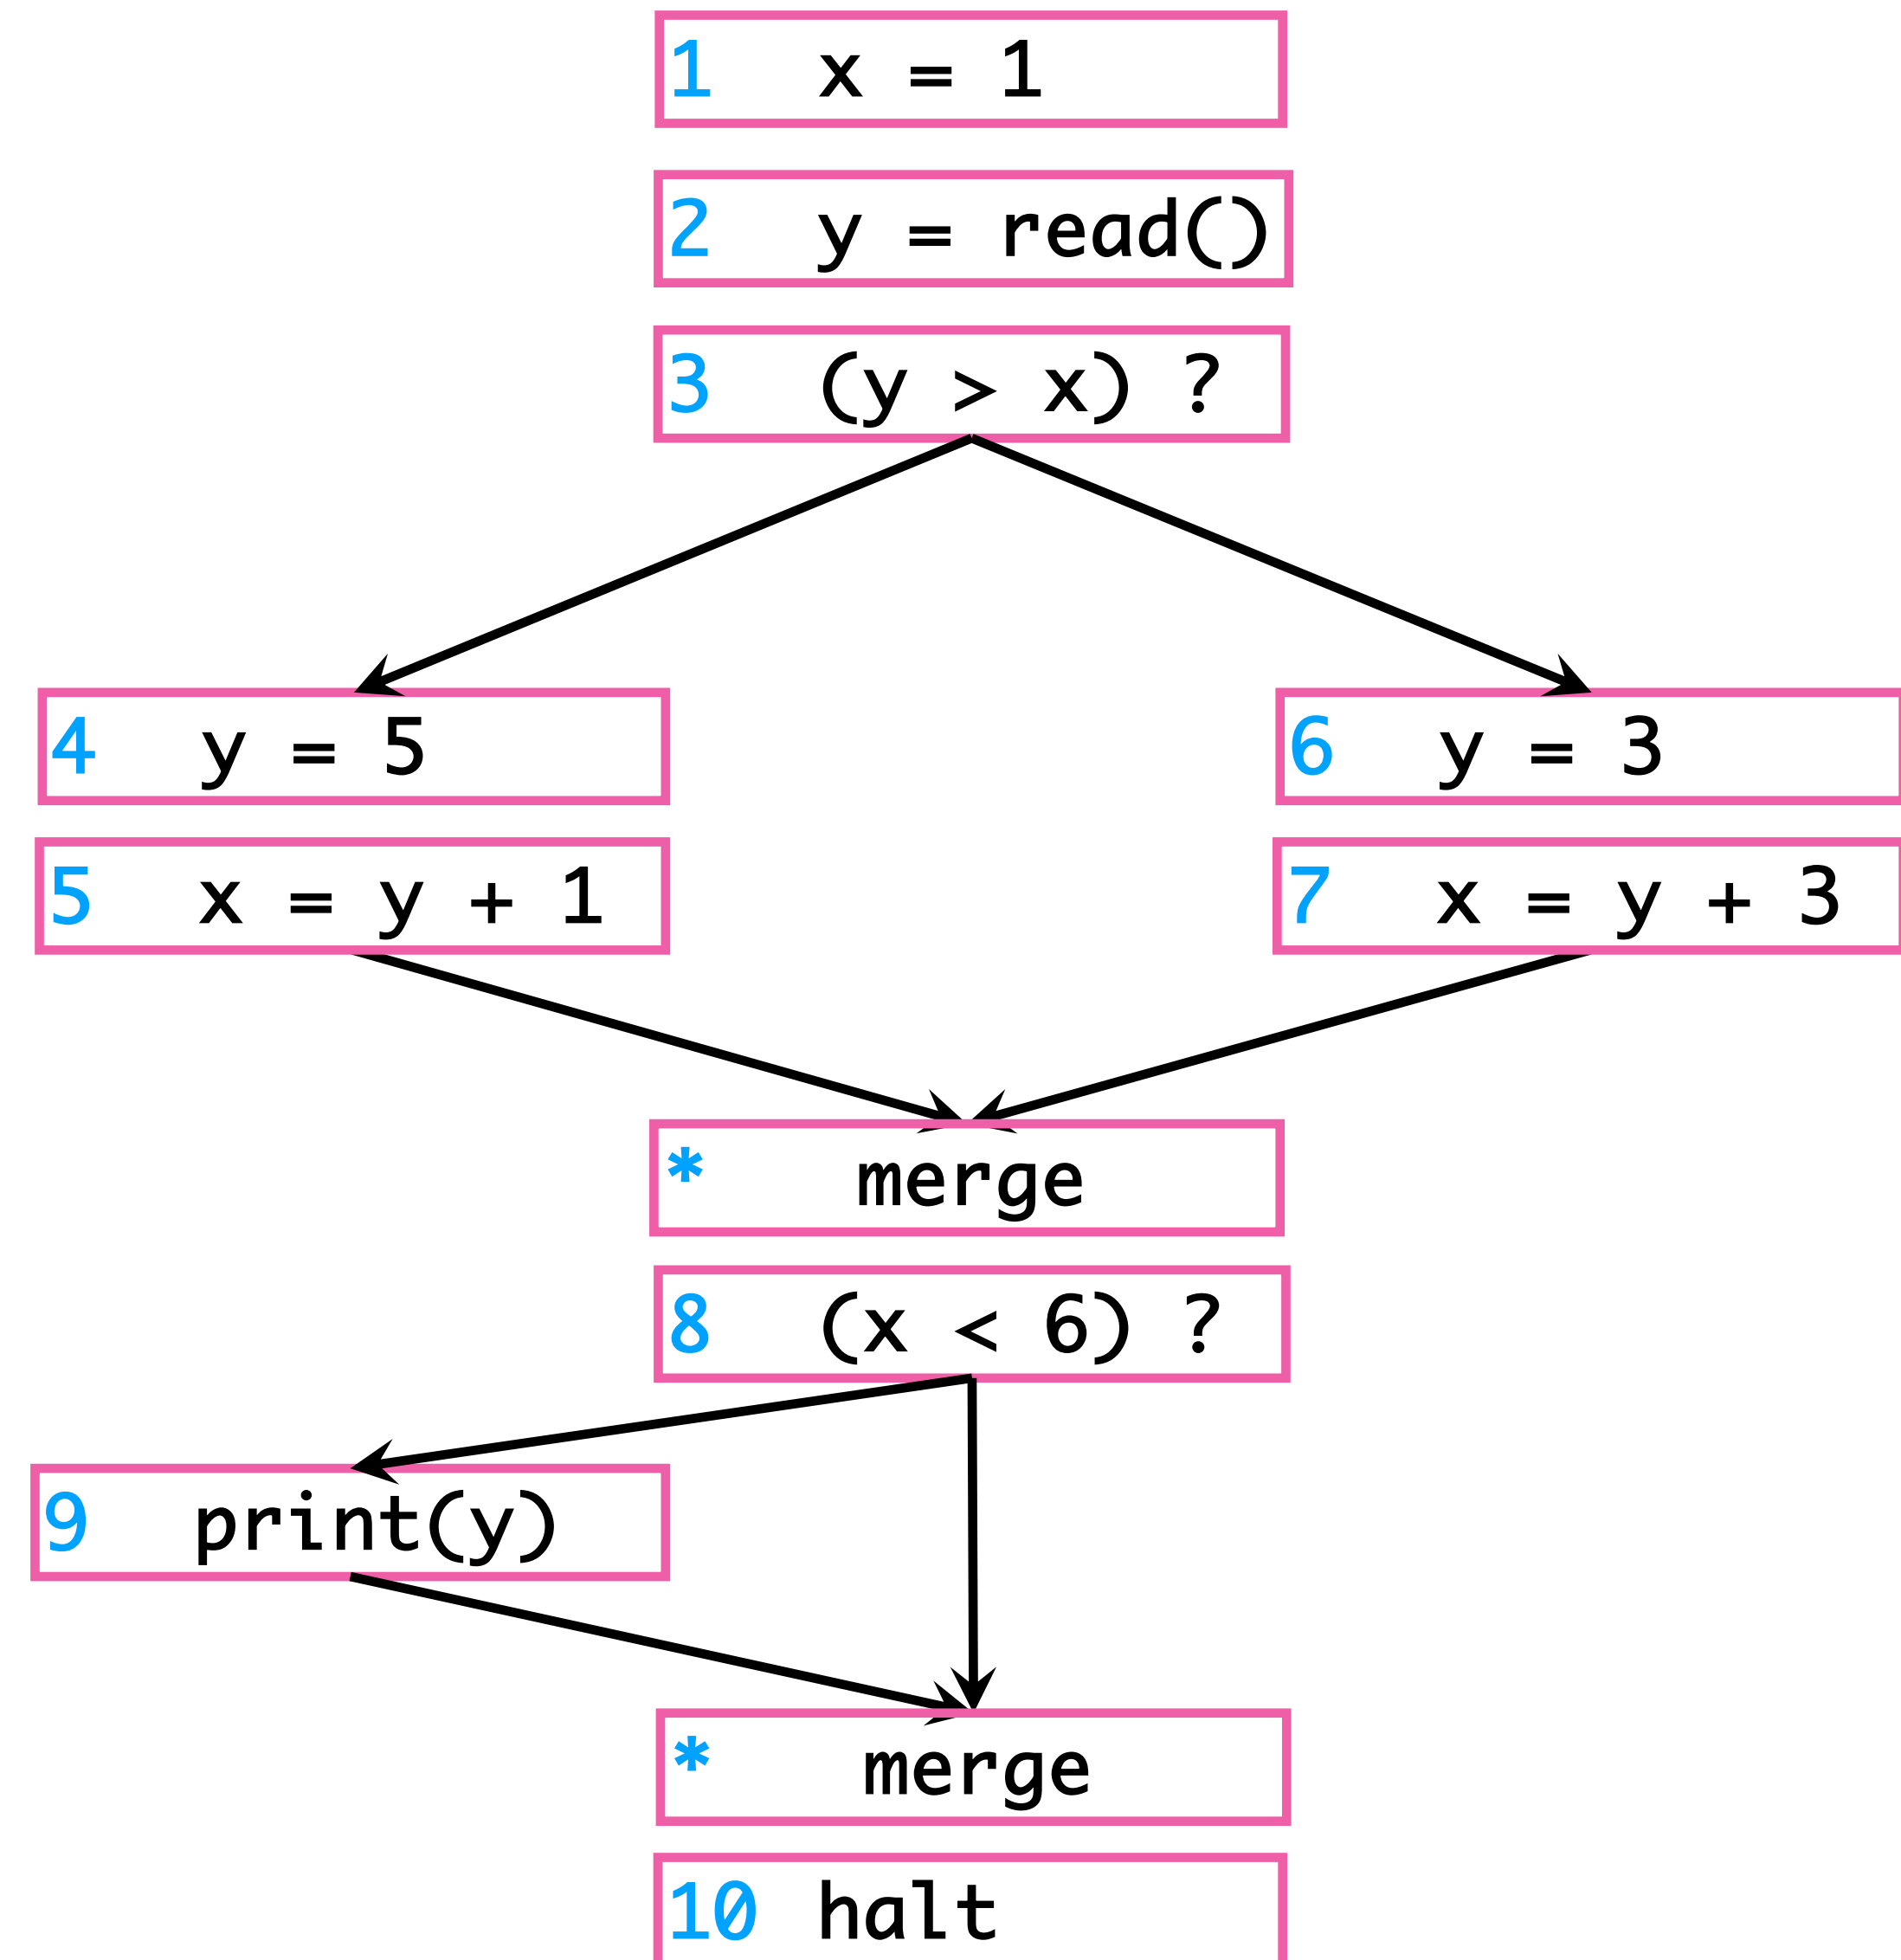 1 x = 1
2 y = read()
3 (y > x) ?
4 y = 5
6 y = 3
5 x = y + 1
7 x = y + 3
* merge
8 (x < 6) ?
9 print(y)
* merge
10 halt